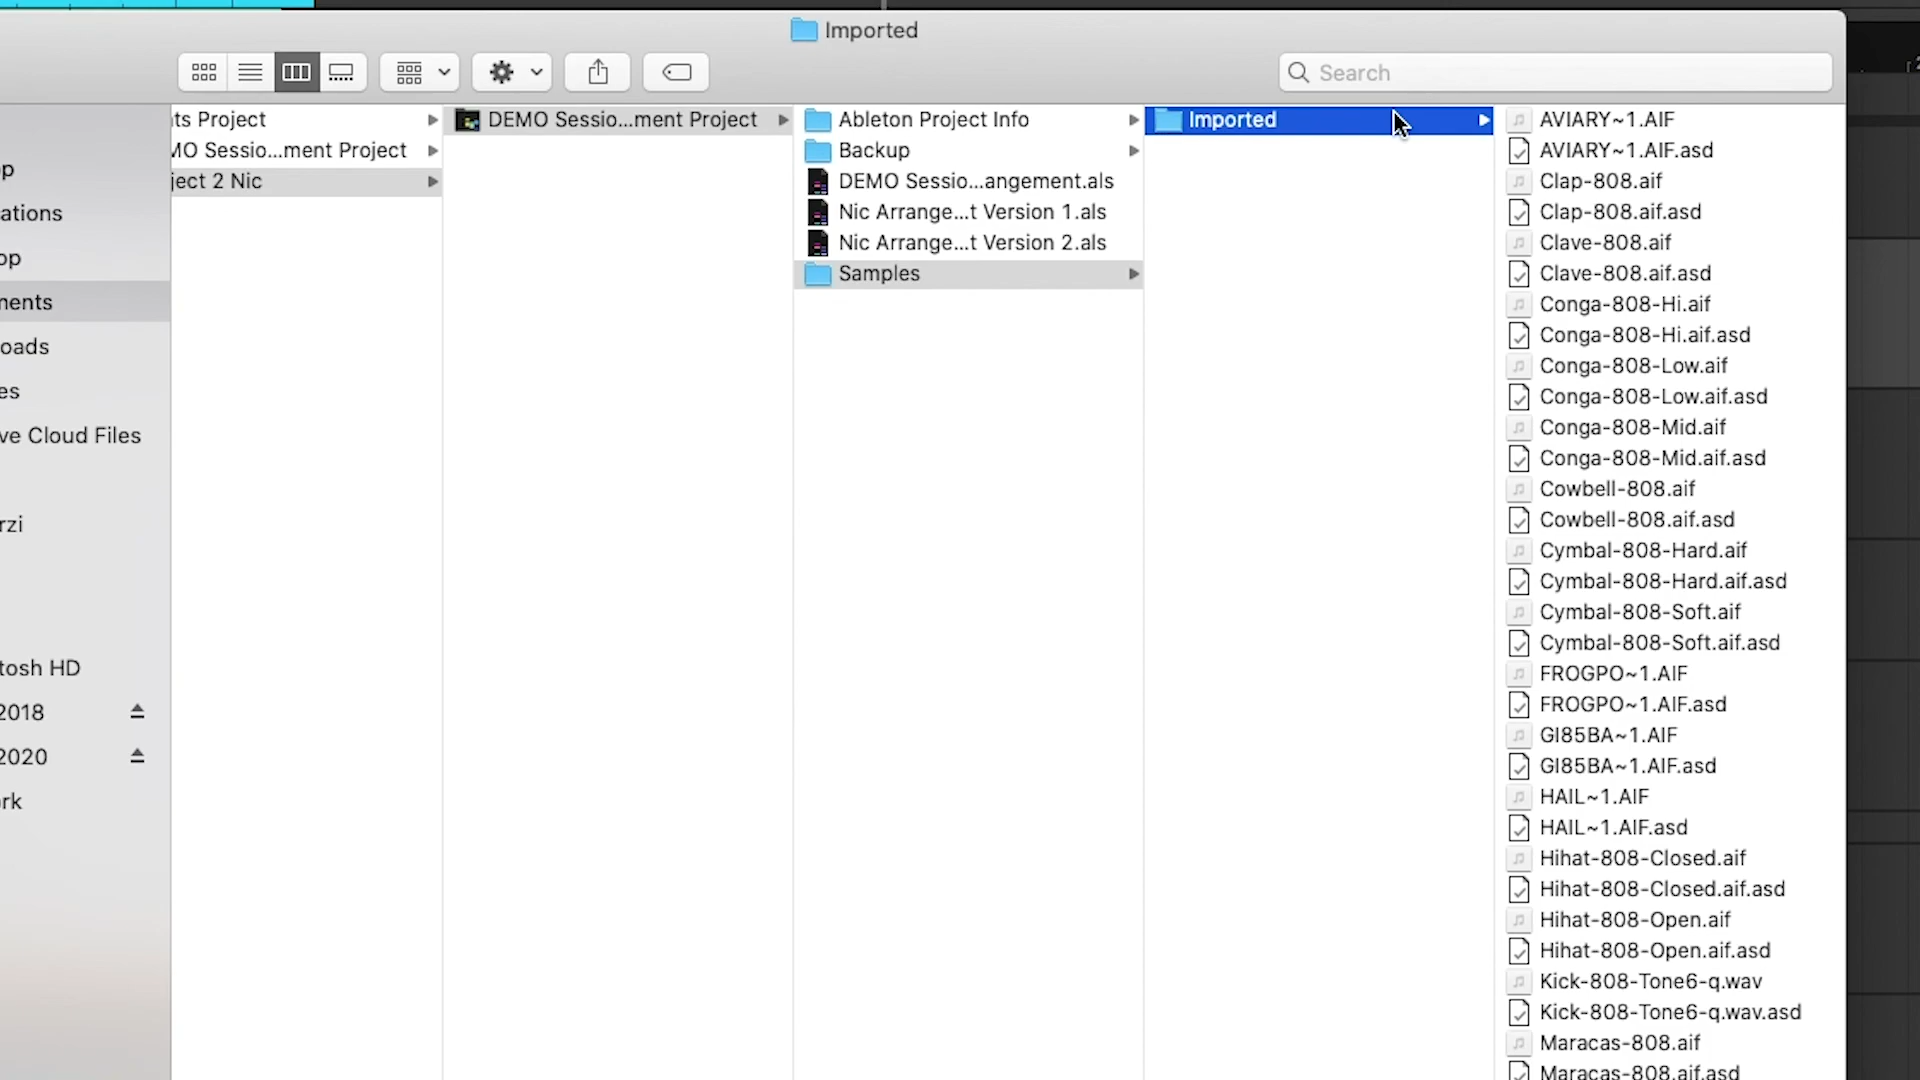 Imported
Search
p
ations
op
ments
oads
es
ve Cloud Files
rzi
tosh HD
2018
2020
rk
ts Project
MO Sessio...ment Project
ject 2 Nic
DEMO Sessio...ment Project
Ableton Project Info
Backup
DEMO Sessio...angement.als
Nic Arrange...t Version 1.als
Nic Arrange...t Version 2.als
Samples
Imported
AVIARY~1.AIF
AVIARY~1.AIF.asd
Clap-808.aif
Clap-808.aif.asd
Clave-808.aif
Clave-808.aif.asd
Conga-808-Hi.aif
Conga-808-Hi.aif.asd
Conga-808-Low.aif
Conga-808-Low.aif.asd
Conga-808-Mid.aif
Conga-808-Mid.aif.asd
Cowbell-808.aif
Cowbell-808.aif.asd
Cymbal-808-Hard.aif
Cymbal-808-Hard.aif.asd
Cymbal-808-Soft.aif
Cymbal-808-Soft.aif.asd
FROGPO~1.AIF
FROGPO~1.AIF.asd
GI85BA~1.AIF
GI85BA~1.AIF.asd
HAIL~1.AIF
HAIL~1.AIF.asd
Hihat-808-Closed.aif
Hihat-808-Closed.aif.asd
Hihat-808-Open.aif
Hihat-808-Open.aif.asd
Kick-808-Tone6-q.wav
Kick-808-Tone6-q.wav.asd
Maracas-808.aif
Maracas-808.aif.asd